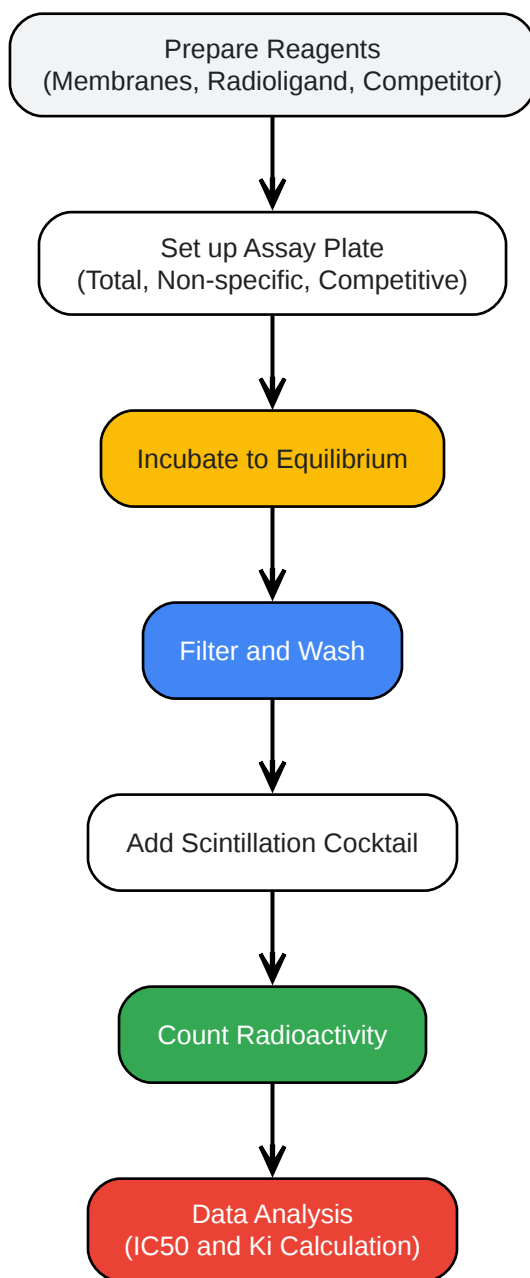 Prepare Reagents
(Membranes, Radioligand, Competitor)
Set up Assay Plate
(Total, Non-specific, Competitive)
Incubate to Equilibrium
Filter and Wash
Add Scintillation Cocktail
Count Radioactivity
Data Analysis
(IC50 and Ki Calculation)